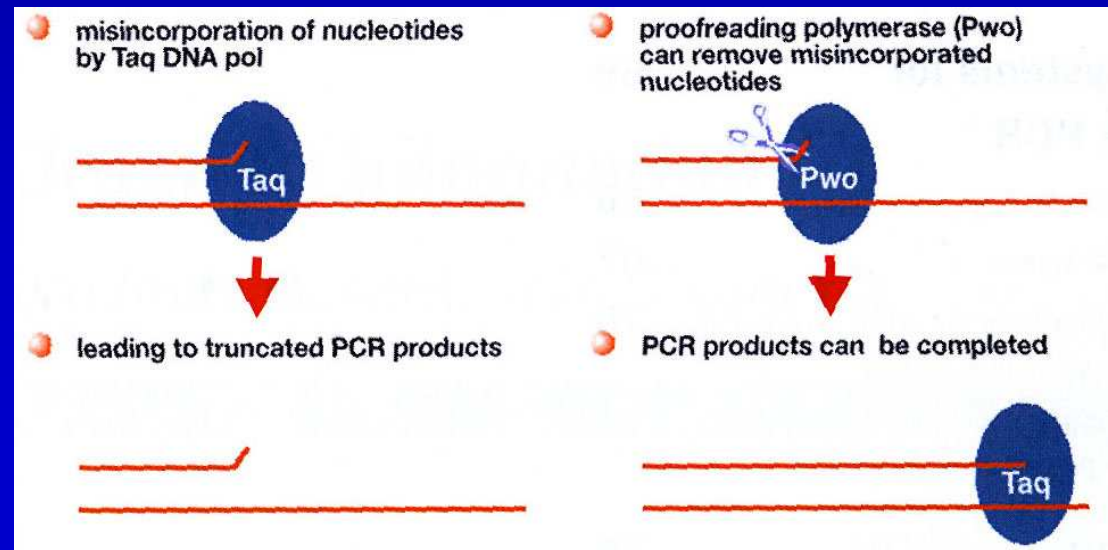 misincorporation of nucleotides
by Taq DNA pol
Taq
leading to truncated PCR products
proofreading polymerase (Pwo)
can remove misincorporated
nucleotides
Pwo
PCR products can be completed
Taq